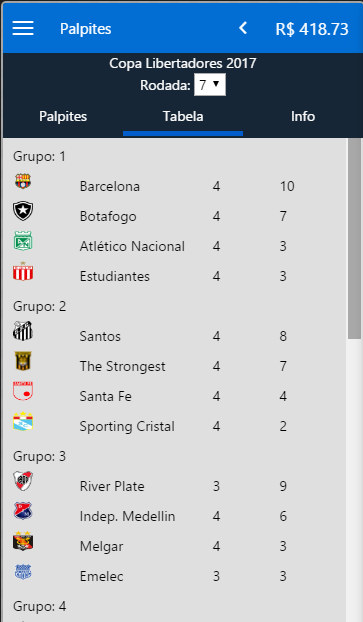 Palpites R$ 418.73
Copa Libertadores 2017
Rodada: 7
Palpites Tabela Info
Grupo: 1
Barcelona 4 10
Botafogo 4 7
Atlético Nacional 4 3
Estudiantes 4 3
Grupo: 2
Santos 4 8
The Strongest 4 7
Santa Fe 4 4
Sporting Cristal 4 2
Grupo: 3
River Plate 3 9
Indep. Medellin 4 6
Melgar 4 3
Emelec 3 3
Grupo: 4